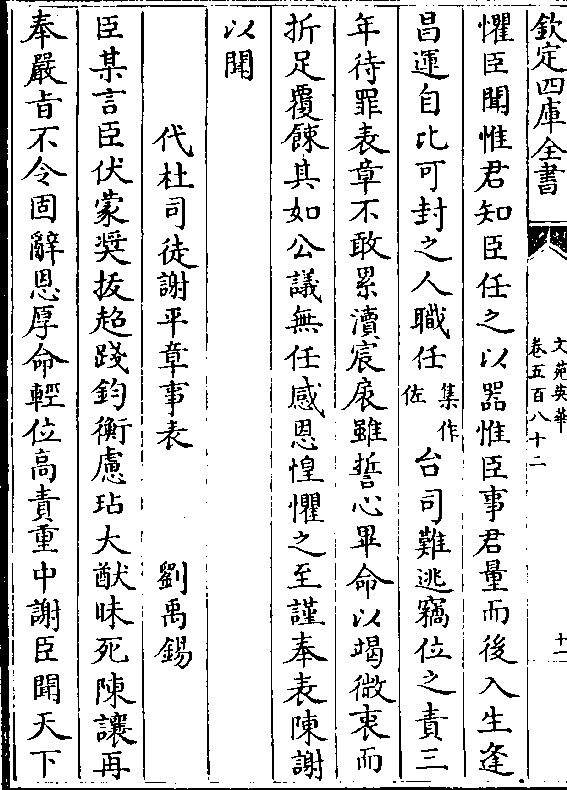 欽定四庫全書
文苑英華
卷五百八十二
十一
懼臣聞惟君知臣任之以器惟臣事君量而後入生逢
昌運自比可封之人職任集作佐台司難逃竊位之責三
年待罪表章不敢累瀆宸扆雖誓心畢命以竭微衷而
折足覆餗其如公議無任感恩惶懼之至謹奉表陳謝
以聞
代杜司徒謝平章事表 劉禹錫
臣某言臣伏蒙奨抜超踐鈞衡慮玷大猷昧死陳讓再
奉嚴旨不令固辭恩厚命輕位高責重中謝臣聞天下